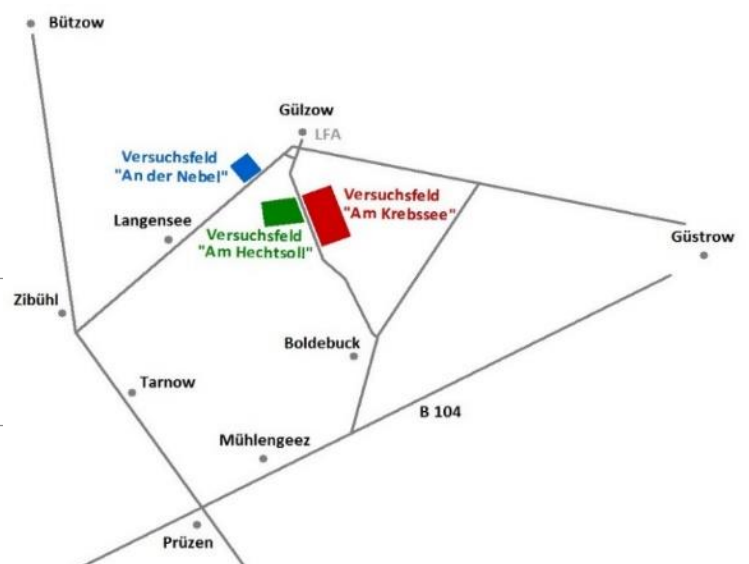 Bützow
Gülzow
LFA
Versuchsfeld
"An der Nebel"
Versuchsfeld
"Am Krebssee"
Langensee
Versuchsfeld
"Am Hechtsoll"
Güstrow
Zibühl
Boldebuck
Tarnow
B 104
Mühlengeez
Prüzen